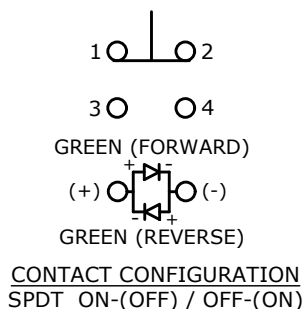 1 2
3 4
GREEN (FORWARD)
+ -
(+) (-)
- +
GREEN (REVERSE)
CONTACT CONFIGURATION
SPDT ON-(OFF) / OFF-(ON)